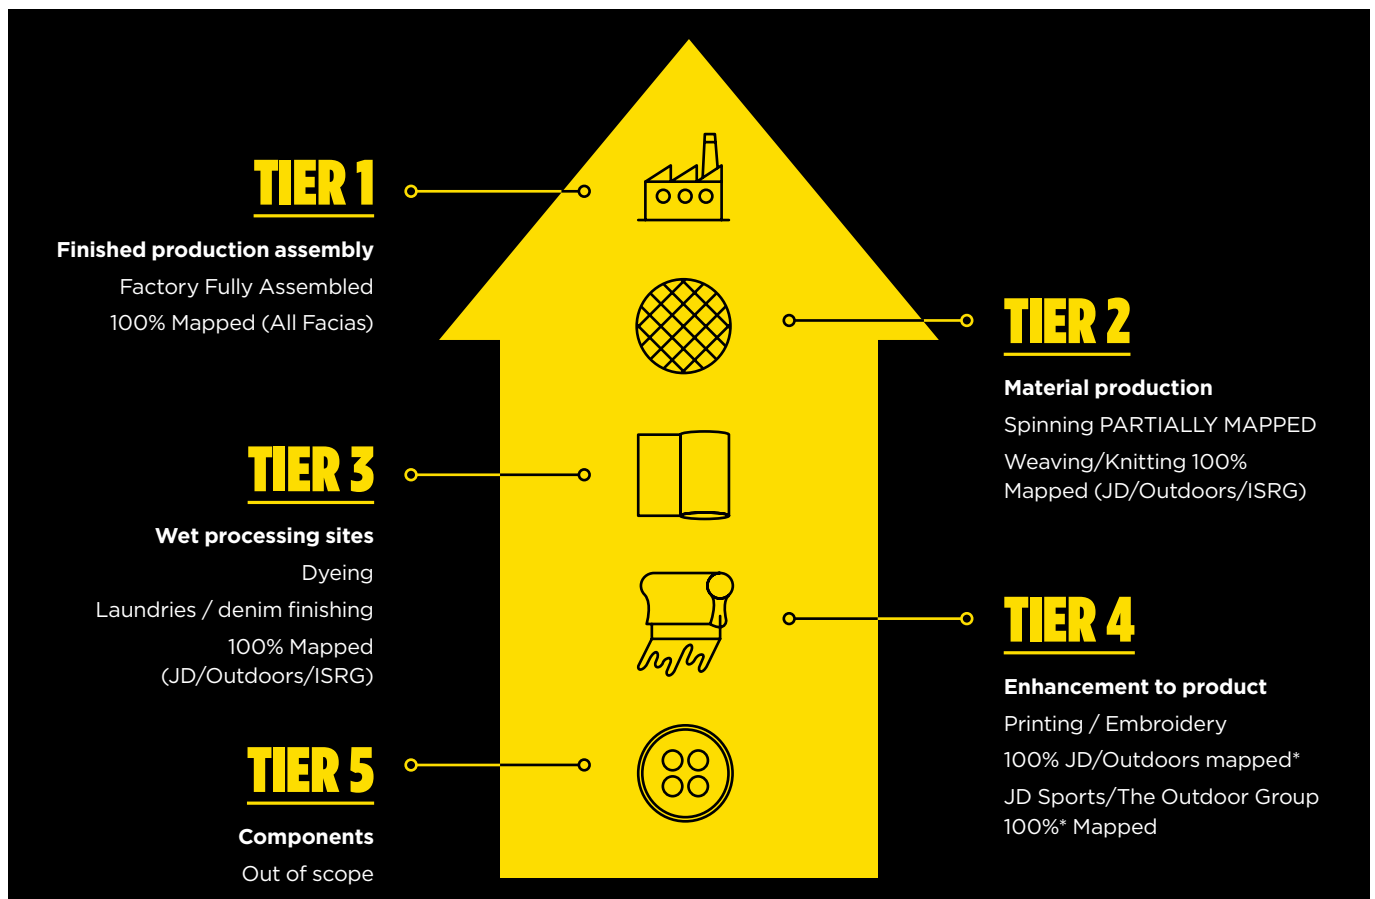 TIER 1
Finished production assembly
Factory Fully Assembled
100% Mapped (All Facias)
TIER 2
Material production
Spinning PARTIALLY MAPPED
Weaving/Knitting 100%
Mapped (JD/Outdoors/ISRG)
TIER 3
Wet processing sites
Dyeing
Laundries / denim finishing
100% Mapped
(JD/Outdoors/ISRG)
TIER 4
Enhancement to product
Printing / Embroidery
100% JD/Outdoors mapped*
JD Sports/The Outdoor Group
100%* Mapped
TIER 5
Components
Out of scope